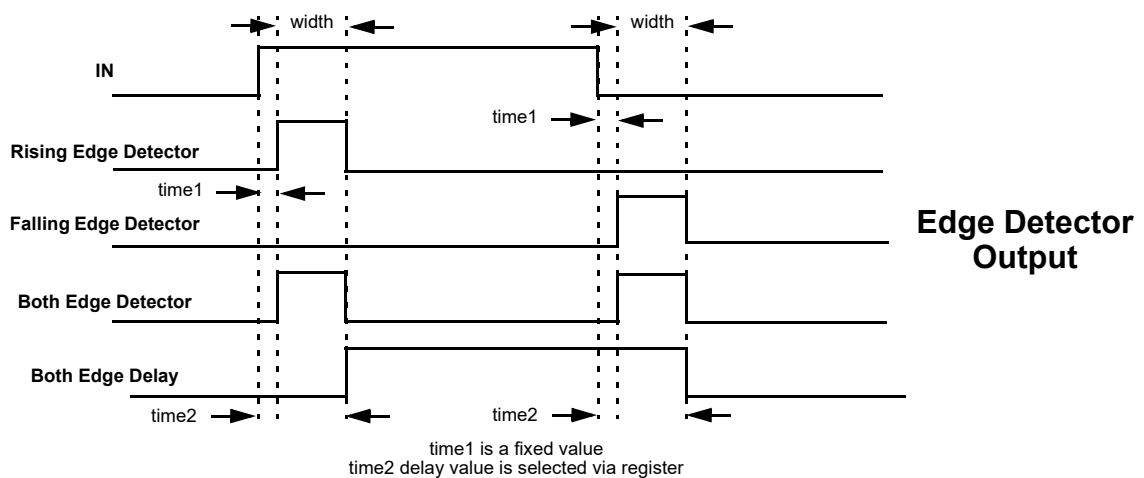 width
width
IN
time1
Rising Edge Detector
time1
Falling Edge Detector
Edge Detector
Output
Both Edge Detector
Both Edge Delay
time2
time2
time1 is a fixed value
time2 delay value is selected via register